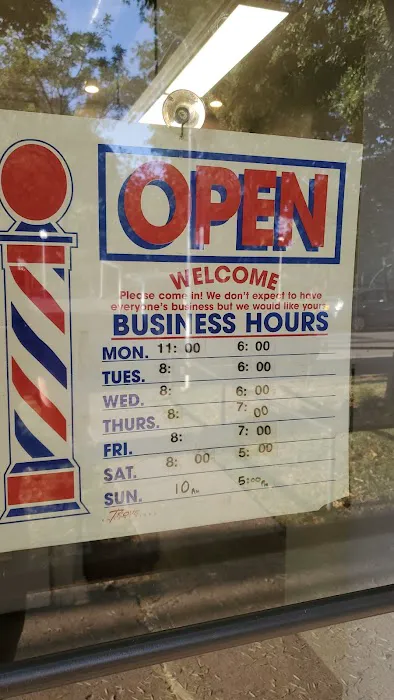 OPEN
WELCOME
Please come in! We don't expect to have
everyone's business but we would like yours
BUSINESS HOURS
MON. 11: 00 6: 00
TUES. 8: 6: 00
WED. 8: 6: 00
THURS. 8: 7: 00
FRI. 8: 7: 00
SAT. 8: 00 5: 00
SUN. 10 AM 5:00 PM